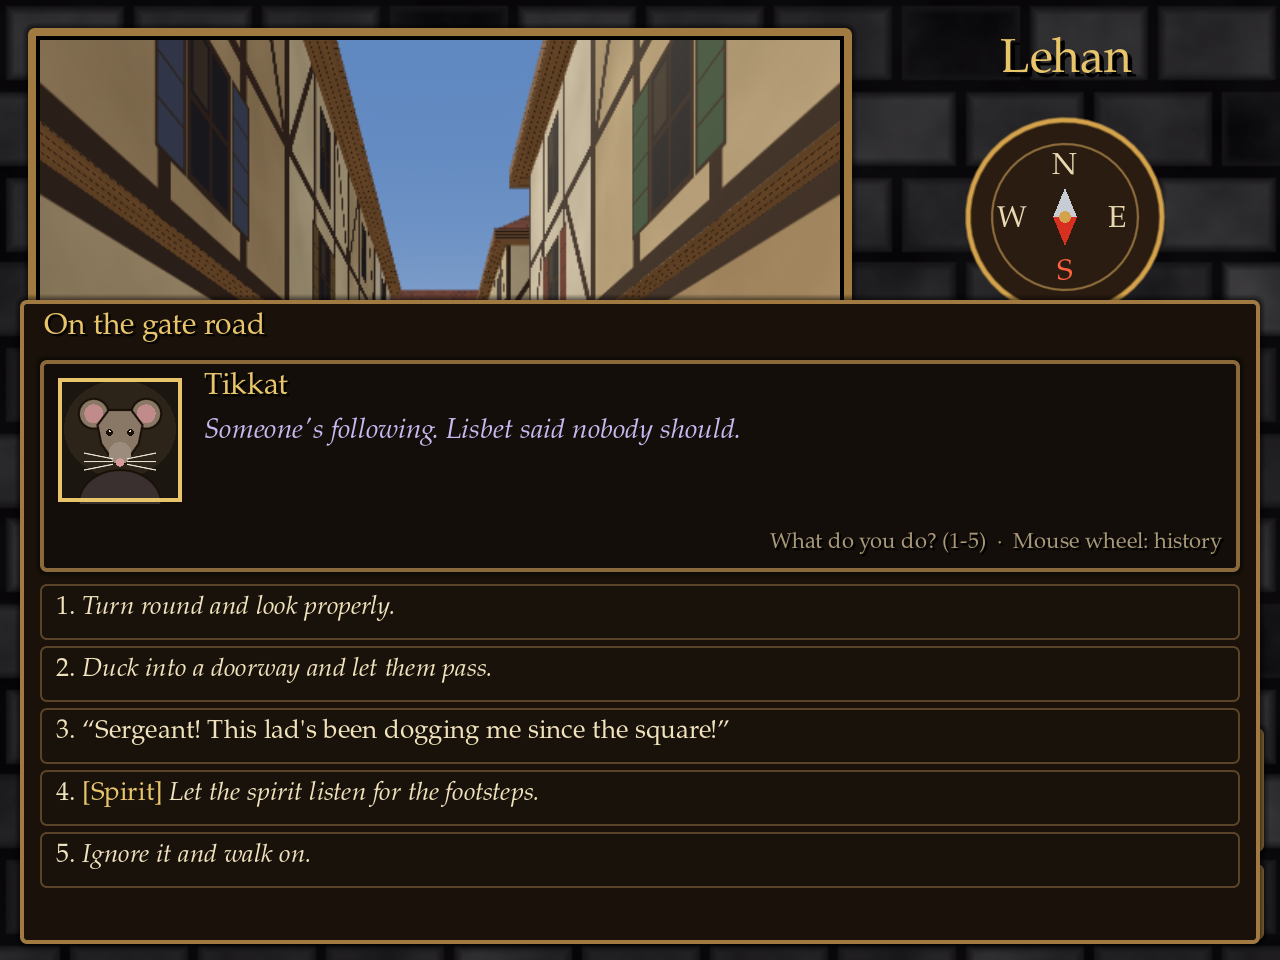 Lehan
N
W E
S
On the gate road
Tikkat
Someone's following. Lisbet said nobody should.
What do you do? (1-5) · Mouse wheel: history
1. Turn round and look properly.
2. Duck into a doorway and let them pass.
3. “Sergeant! This lad's been dogging me since the square!”
4. [Spirit] Let the spirit listen for the footsteps.
5. Ignore it and walk on.